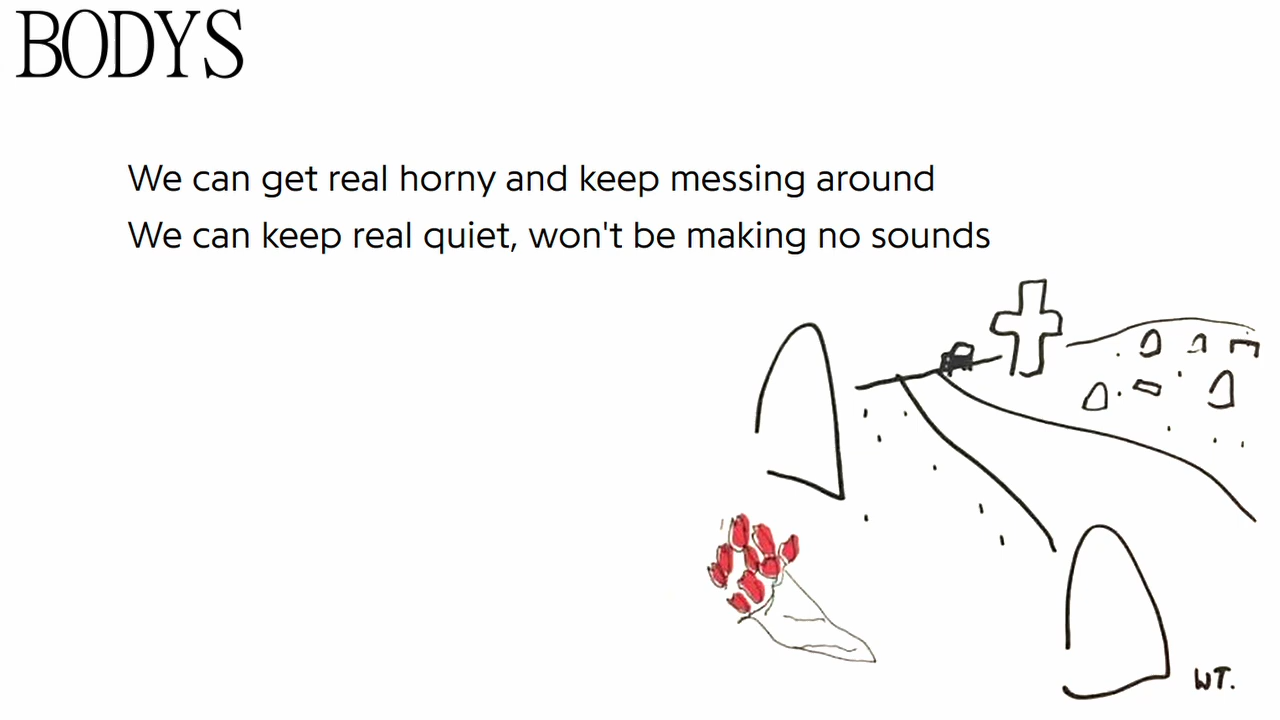 BODYS
We can get real horny and keep messing around
We can keep real quiet, won't be making no sounds
WT.